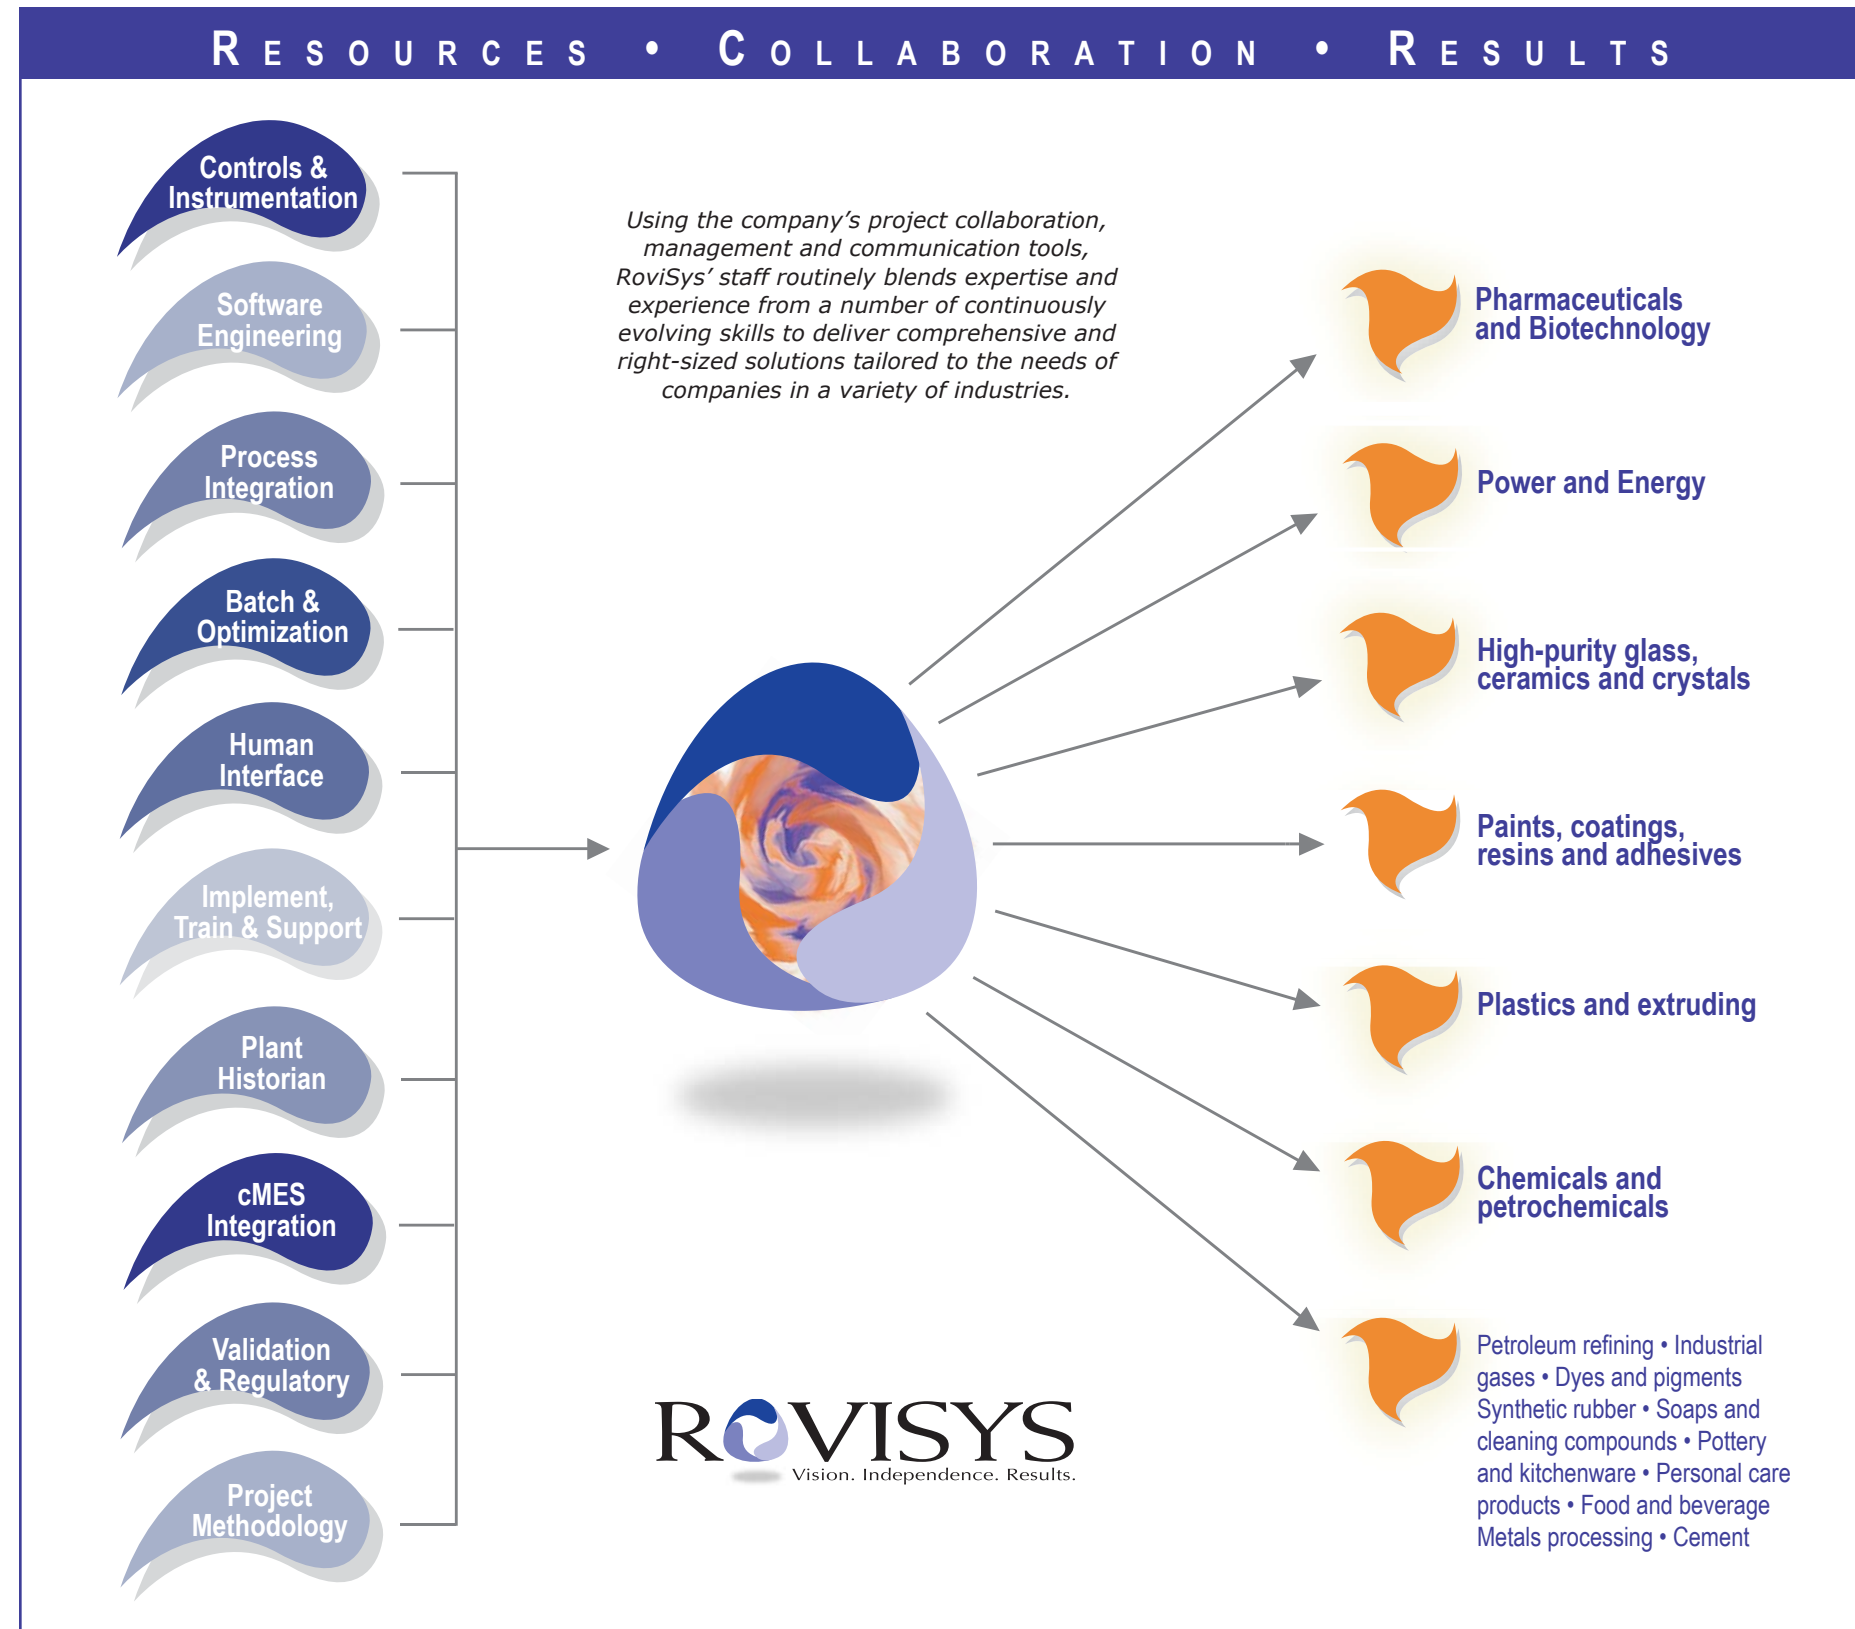 RESOURCES • COLLABORATION • RESULTS
Controls &
Instrumentation
Software
Engineering
Process
Integration
Batch &
Optimization
Human
Interface
Implement,
Train & Support
Plant
Historian
cMES
Integration
Validation
& Regulatory
Project
Methodology
Using the company’s project collaboration,
management and communication tools,
RoviSys’ staff routinely blends expertise and
experience from a number of continuously
evolving skills to deliver comprehensive and
right-sized solutions tailored to the needs of
companies in a variety of industries.
ROVISYS
Vision. Independence. Results.
Pharmaceuticals
and Biotechnology
Power and Energy
High-purity glass,
ceramics and crystals
Paints, coatings,
resins and adhesives
Plastics and extruding
Chemicals and
petrochemicals
Petroleum refining • Industrial
gases • Dyes and pigments
Synthetic rubber • Soaps and
cleaning compounds • Pottery
and kitchenware • Personal care
products • Food and beverage
Metals processing • Cement